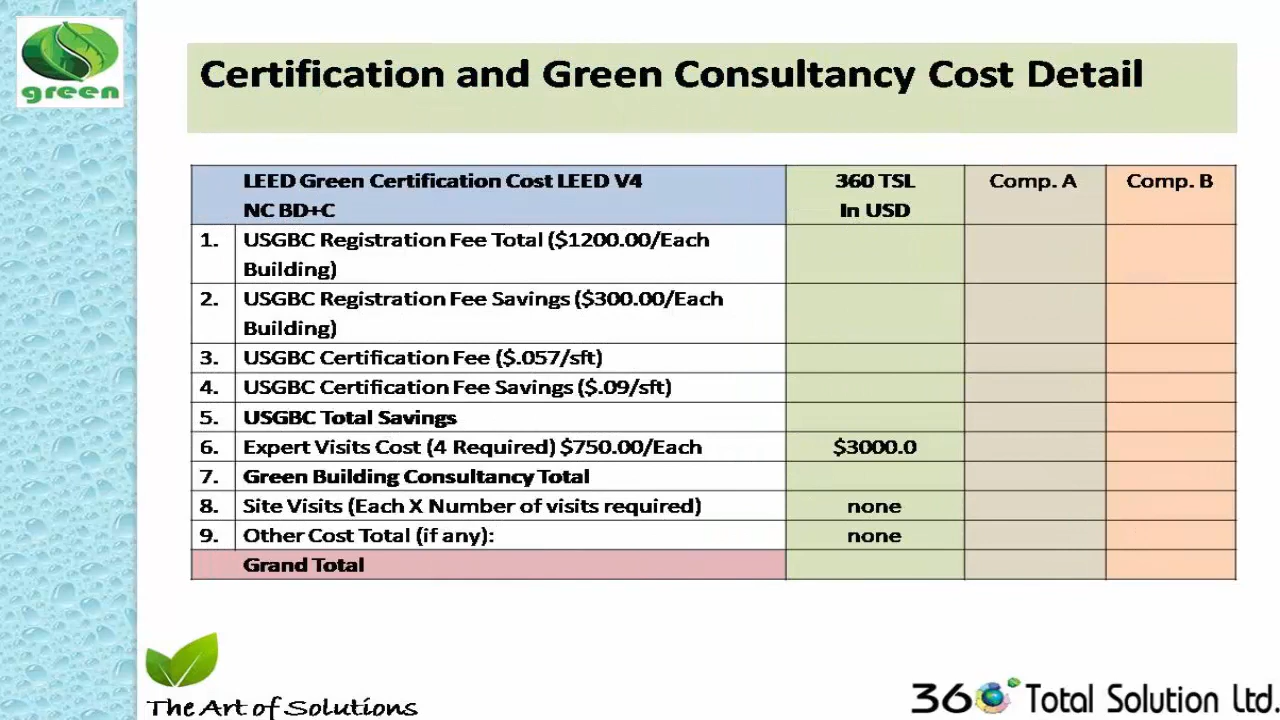 green
Certification and Green Consultancy Cost Detail
LEED Green Certification Cost LEED V4
NC BD+C
360 TSL
In USD
Comp. A
Comp. B
1. USGBC Registration Fee Total ($1200.00/Each
Building)
2. USGBC Registration Fee Savings ($300.00/Each
Building)
3. USGBC Certification Fee ($.057/sft)
4. USGBC Certification Fee Savings ($.09/sft)
5. USGBC Total Savings
6. Expert Visits Cost (4 Required) $750.00/Each $3000.0
7. Green Building Consultancy Total
8. Site Visits (Each X Number of visits required) none
9. Other Cost Total (if any): none
Grand Total
The Art of Solutions
360 Total Solution Ltd.